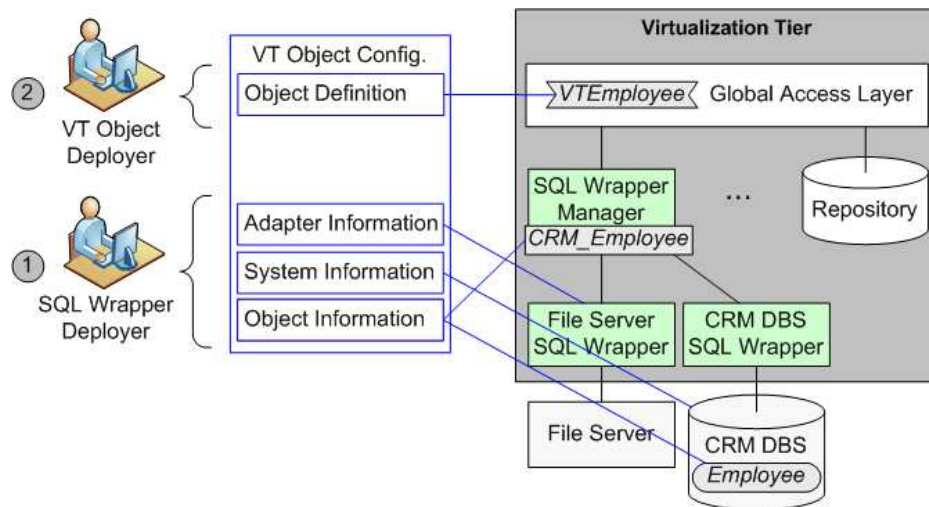 Virtualization Tier
2
VT Object
Deployer
VT Object Config.
Object Definition
VTEmployee
Global Access Layer
SQL Wrapper
Manager
...
Repository
CRM_Employee
1
SQL Wrapper
Deployer
Adapter Information
System Information
Object Information
File Server
SQL Wrapper
CRM DBS
SQL Wrapper
File Server
CRM DBS
Employee